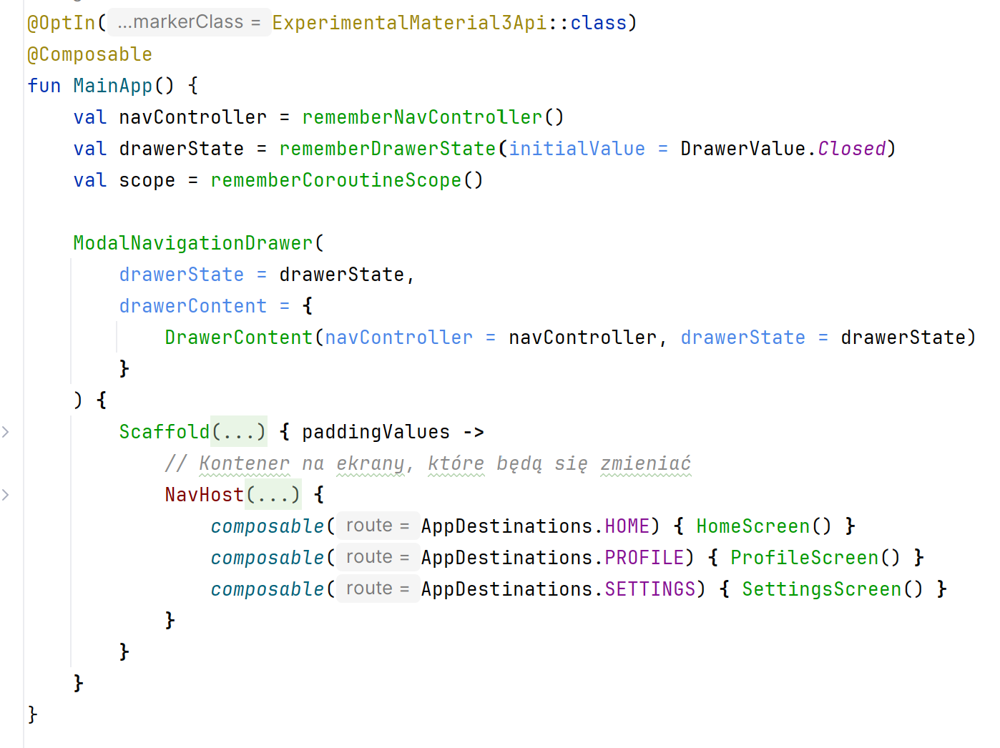 @OptIn( ...markerClass = ExperimentalMaterial3Api::class)
@Composable
fun MainApp() {
    val navController = rememberNavController()
    val drawerState = rememberDrawerState(initialValue = DrawerValue.Closed)
    val scope = rememberCoroutineScope()

    ModalNavigationDrawer(
        drawerState = drawerState,
        drawerContent = {
            DrawerContent(navController = navController, drawerState = drawerState)
        }
    ) {
        Scaffold(...) { paddingValues ->
            // Kontener na ekrany, które będą się zmieniać
            NavHost(...) {
                composable( route = AppDestinations.HOME) { HomeScreen() }
                composable( route = AppDestinations.PROFILE) { ProfileScreen() }
                composable( route = AppDestinations.SETTINGS) { SettingsScreen() }
            }
        }
    }
}